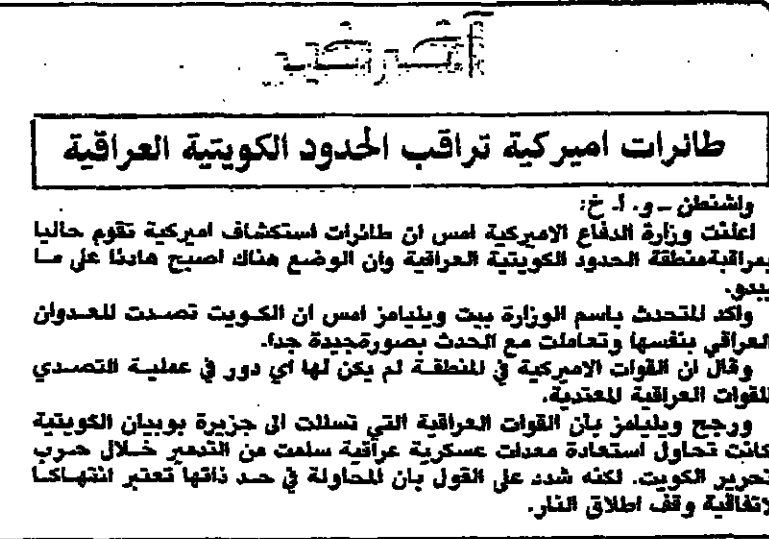 آخر خبر
طائرات اميركية تراقب الحدود الكويتية العراقية
واشنطن ـ و. أ. خ:
اعلنت وزارة الدفاع الاميركية امس ان طائرات استكشاف اميركية تقوم حاليا
بمراقبةمنطقة الحدود الكويتية العراقية وان الوضع هناك اصبح هادئا على ما
يبدو.
واكد المتحدث باسم الوزارة بيت ويليامز امس ان الكويت تصدت للعدوان
العراقي بنفسها وتعاملت مع الحدث بصورةجيدة جدا.
وقال ان القوات الاميركية في المنطقة لم يكن لها اي دور في عملية التصدي
للقوات العراقية المعتدية.
ورجح ويليامز بأن القوات العراقية التي تسللت الى جزيرة بوبيان الكويتية
كانت تحاول استعادة معدات عسكرية عراقية سلمت من التدمير خلال حرب
تحرير الكويت. لكنه شدد على القول بان المحاولة في حد ذاتها تعتبر انتهاكا
لاتفاقية وقف اطلاق النار.